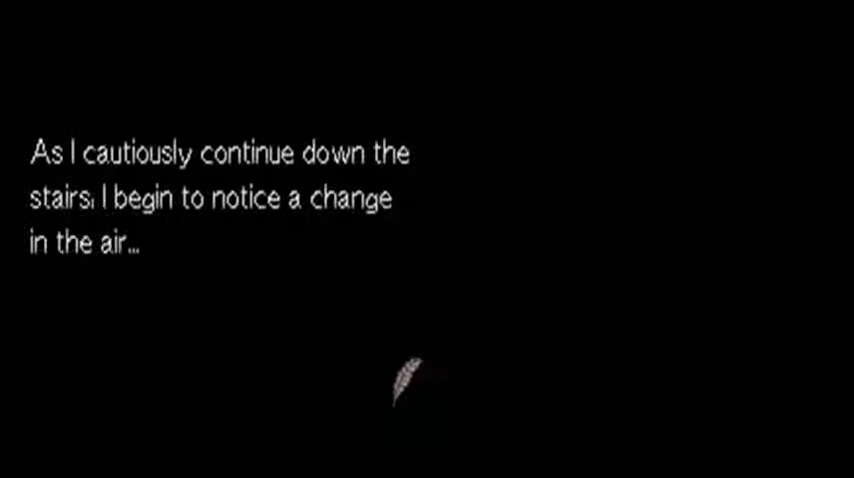 As I cautiously continue down the
stairs, I begin to notice a change
in the air...